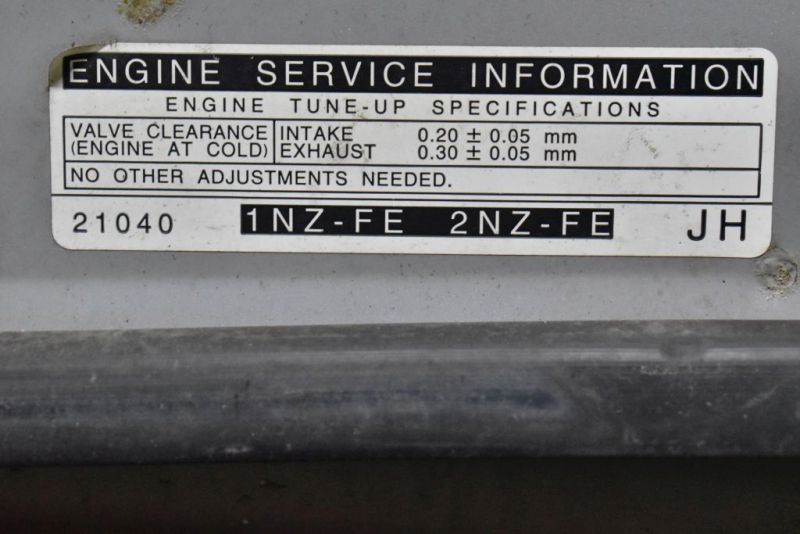 ENGINE SERVICE INFORMATION
ENGINE TUNE-UP SPECIFICATIONS
VALVE CLEARANCE INTAKE 0.20 ± 0.05 mm
(ENGINE AT COLD) EXHAUST 0.30 ± 0.05 mm
NO OTHER ADJUSTMENTS NEEDED.
21040 1NZ-FE 2NZ-FE JH